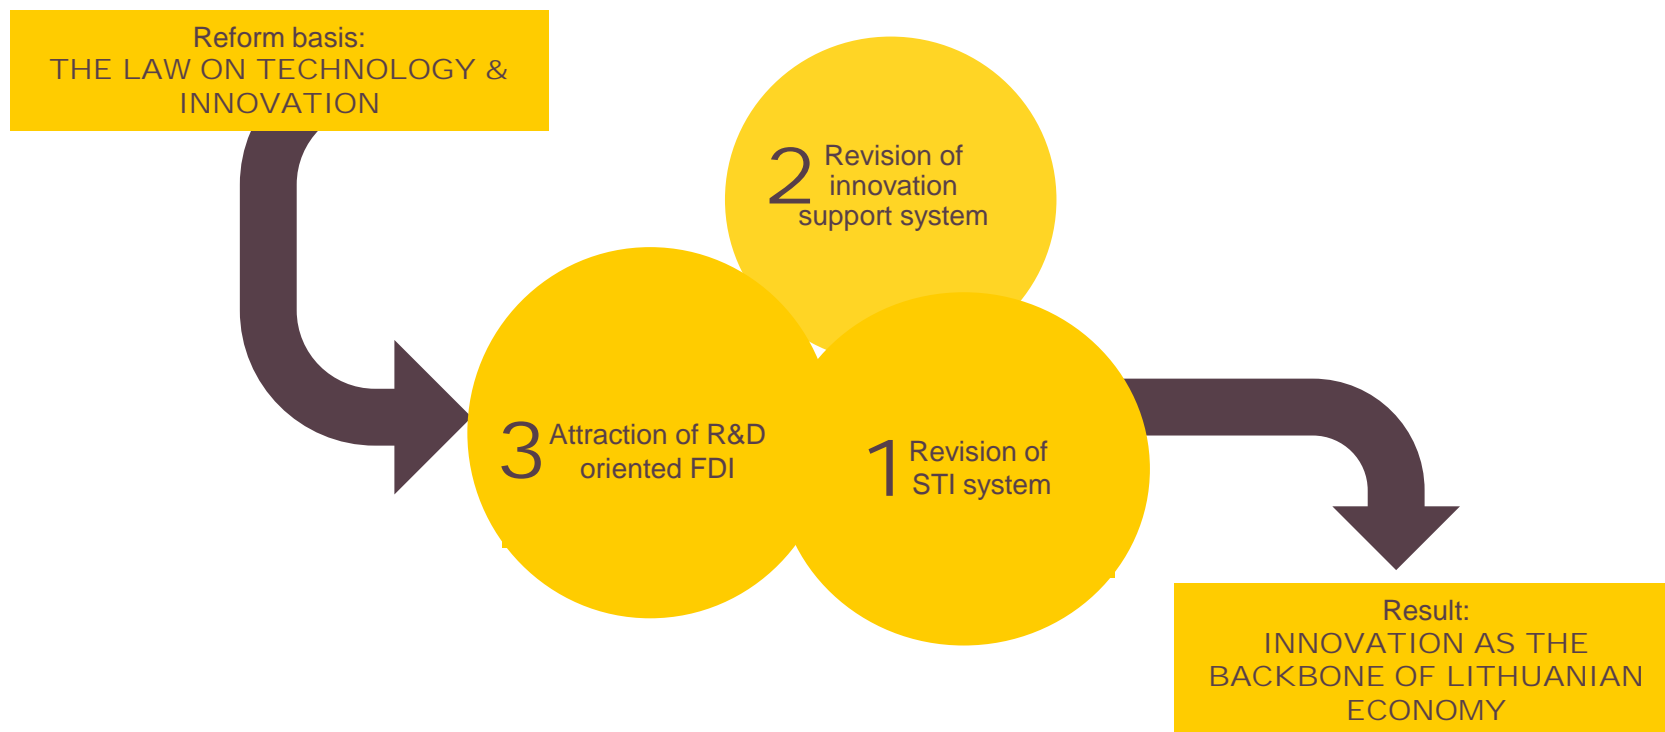 Reform basis:
THE LAW ON TECHNOLOGY &
INNOVATION
2
Revision of
innovation
support system
3
Attraction of R&D
oriented FDI
1
Revision of
STI system
Result:
INNOVATION AS THE
BACKBONE OF LITHUANIAN
ECONOMY